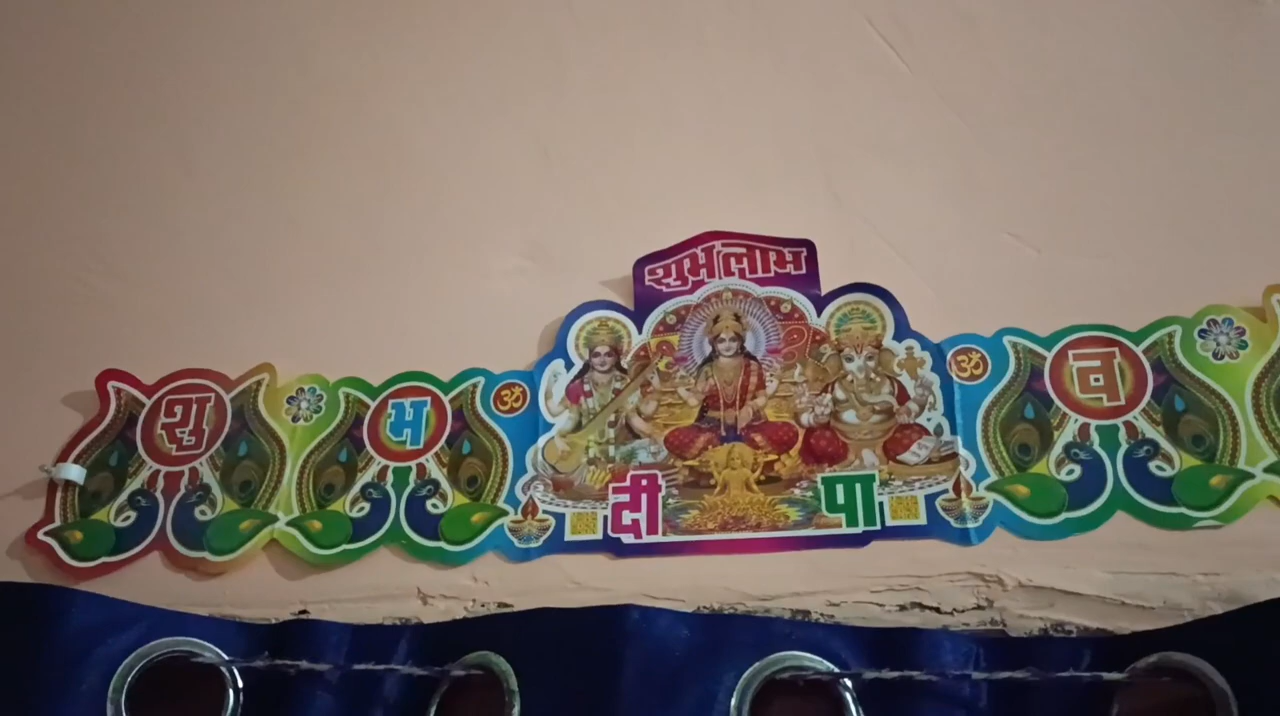 शुभ लाभ
शु भ ॐ दी पा ॐ व